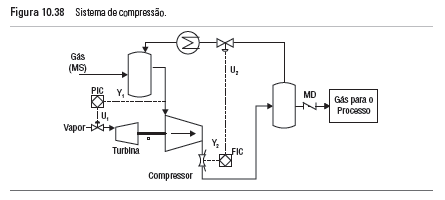 Figura 10.38 Sistema de compressão.
Gás
(MS)
PIC
Y1
U1
U2
Vapor
Turbina
Compressor
Y2
FIC
MD
Gás para o
Processo